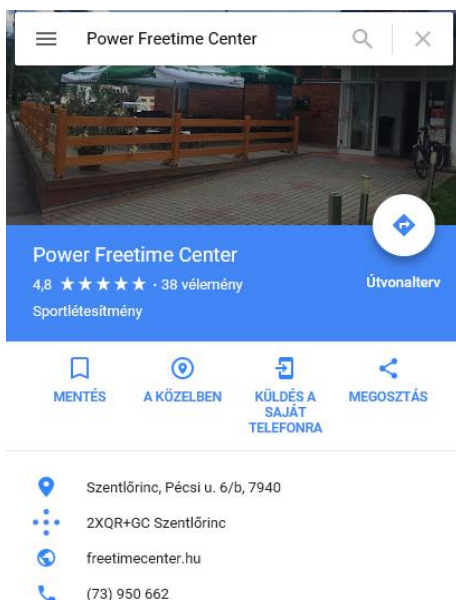 Power Freetime Center
Power Freetime Center
4,8 ★★★★★ · 38 vélemény
Útvonalterv
Sportlétesítmény
MENTÉS
A KÖZELBEN
KÜLDÉS A
SAJÁT
TELEFONRA
MEGOSZTÁS
Szentlőrinc, Pécsi u. 6/b, 7940
2XQR+GC Szentlőrinc
freetimecenter.hu
(73) 950 662